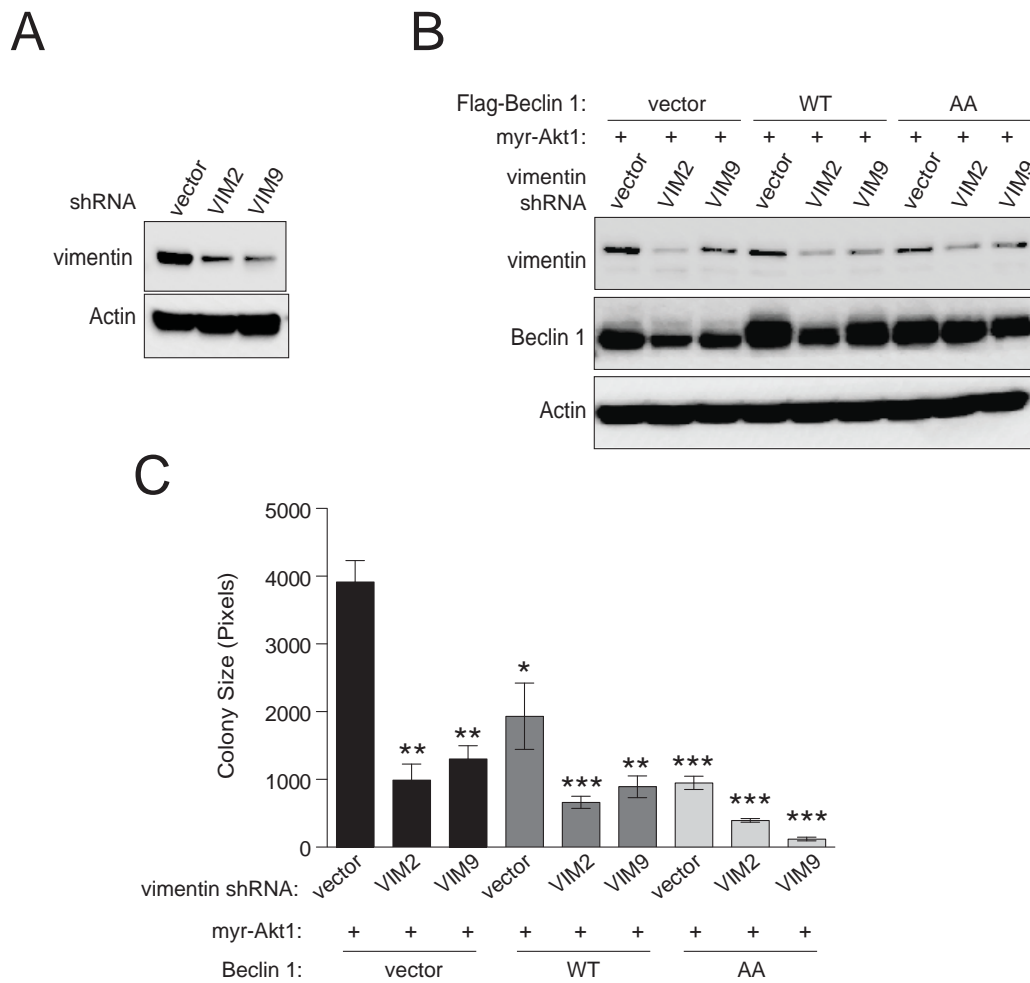 A
shRNA vector VIM2 VIM9
vimentin
Actin
B
Flag-Beclin 1: vector WT AA
myr-Akt1: + + + + + + + + +
vimentin
shRNA vector VIM2 VIM9 vector VIM2 VIM9 vector VIM2 VIM9
vimentin
Beclin 1
Actin
C
Colony Size (Pixels)
5000
4000
3000
2000
1000
0
** ** * *** ** *** *** ***
vimentin shRNA: vector VIM2 VIM9 vector VIM2 VIM9 vector VIM2 VIM9
myr-Akt1: + + + + + + + + +
Beclin 1: vector WT AA